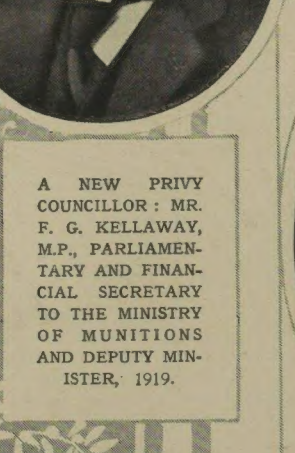 A NEW PRIVY
COUNCILLOR : MR.
F. G. KELLAWAY,
M.P., PARLIAMEN-
TARY AND FINAN-
CIAL SECRETARY
TO THE MINISTRY
OF MUNITIONS
AND DEPUTY MIN-
ISTER, 1919.